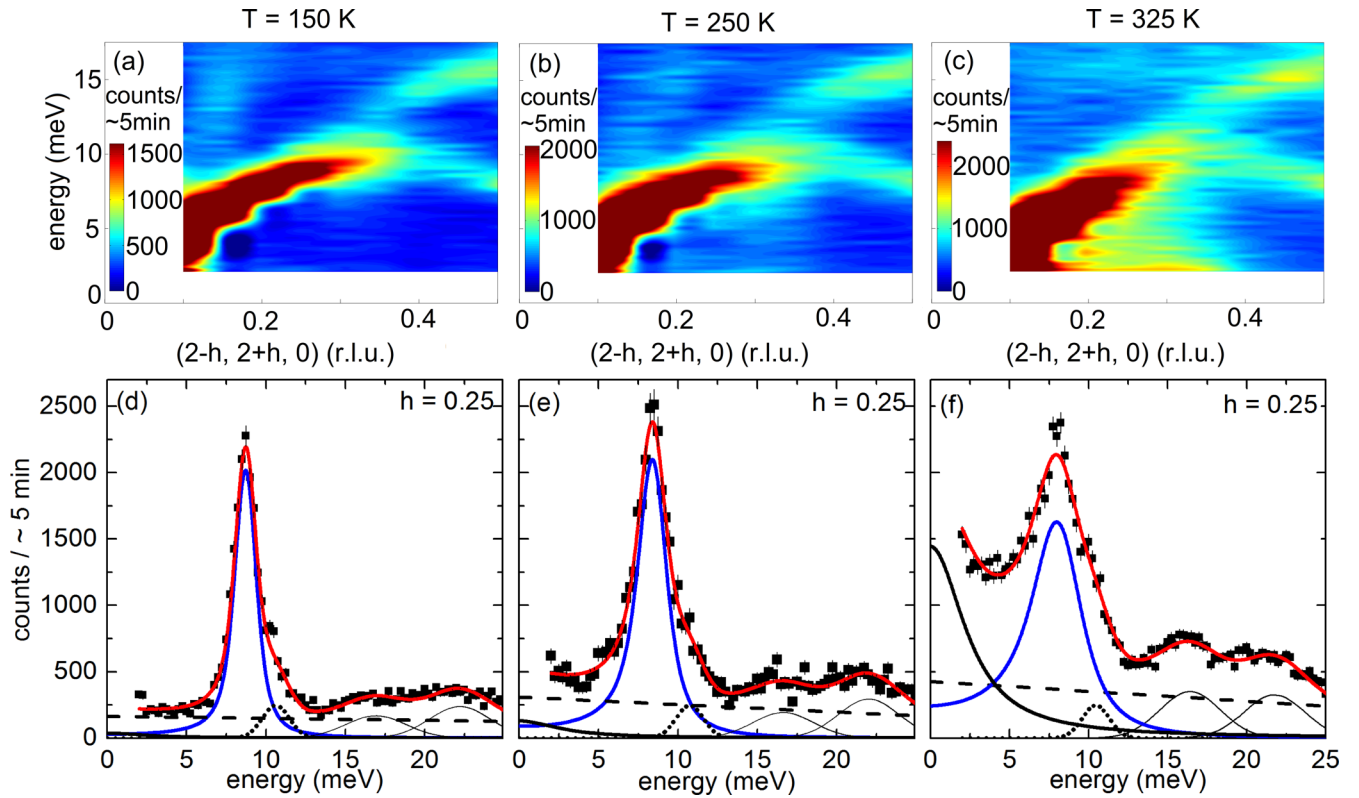 T = 150 K
T = 250 K
T = 325 K
(a)
counts/
~5min
1500
1000
500
0
energy (meV)
15
10
5
0
0
0.2
0.4
(2-h, 2+h, 0) (r.l.u.)
(b)
counts/
~5min
2000
1000
0
0
0.2
0.4
(2-h, 2+h, 0) (r.l.u.)
(c)
counts/
~5min
2000
1000
0
0
0.2
0.4
(2-h, 2+h, 0) (r.l.u.)
(d)
h = 0.25
counts / ~ 5 min
2500
2000
1500
1000
500
0
0 5 10 15 20
energy (meV)
(e)
h = 0.25
0 5 10 15 20
energy (meV)
(f)
h = 0.25
0 5 10 15 20 25
energy (meV)